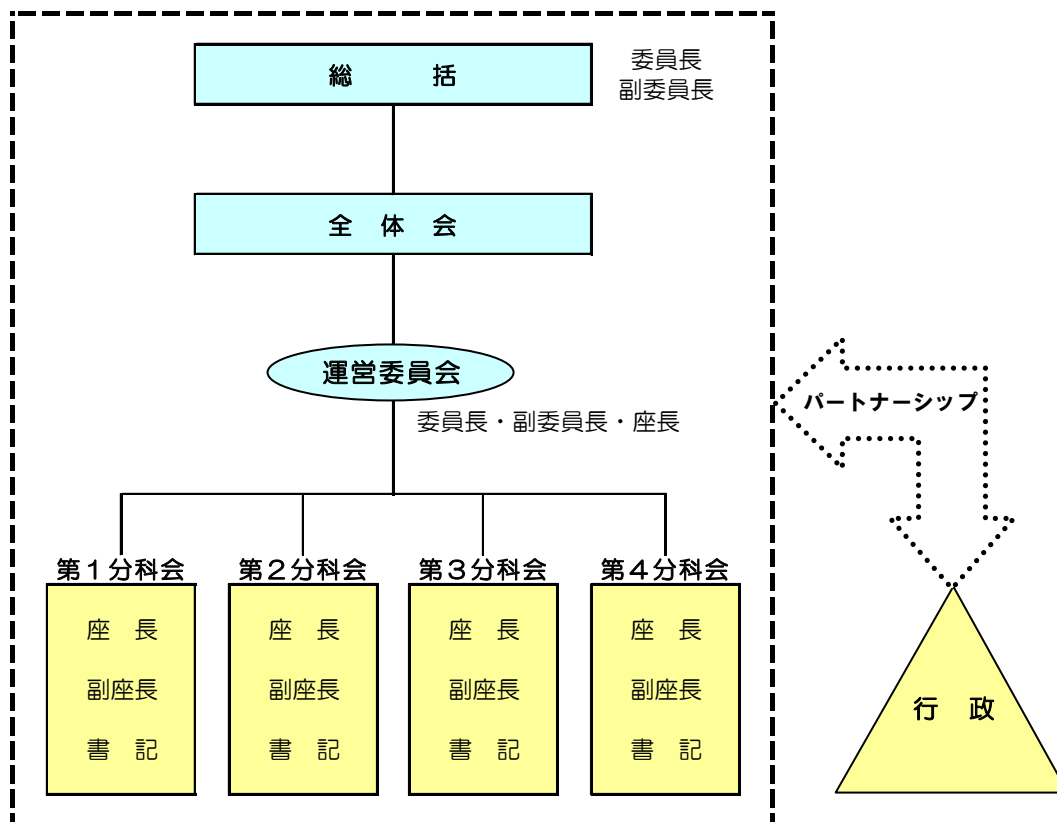 総　括
委員長
副委員長
全　体　会
運営委員会
委員長・副委員長・座長
パートナーシップ
第１分科会
座　長
副座長
書　記
第２分科会
座　長
副座長
書　記
第３分科会
座　長
副座長
書　記
第４分科会
座　長
副座長
書　記
行　政